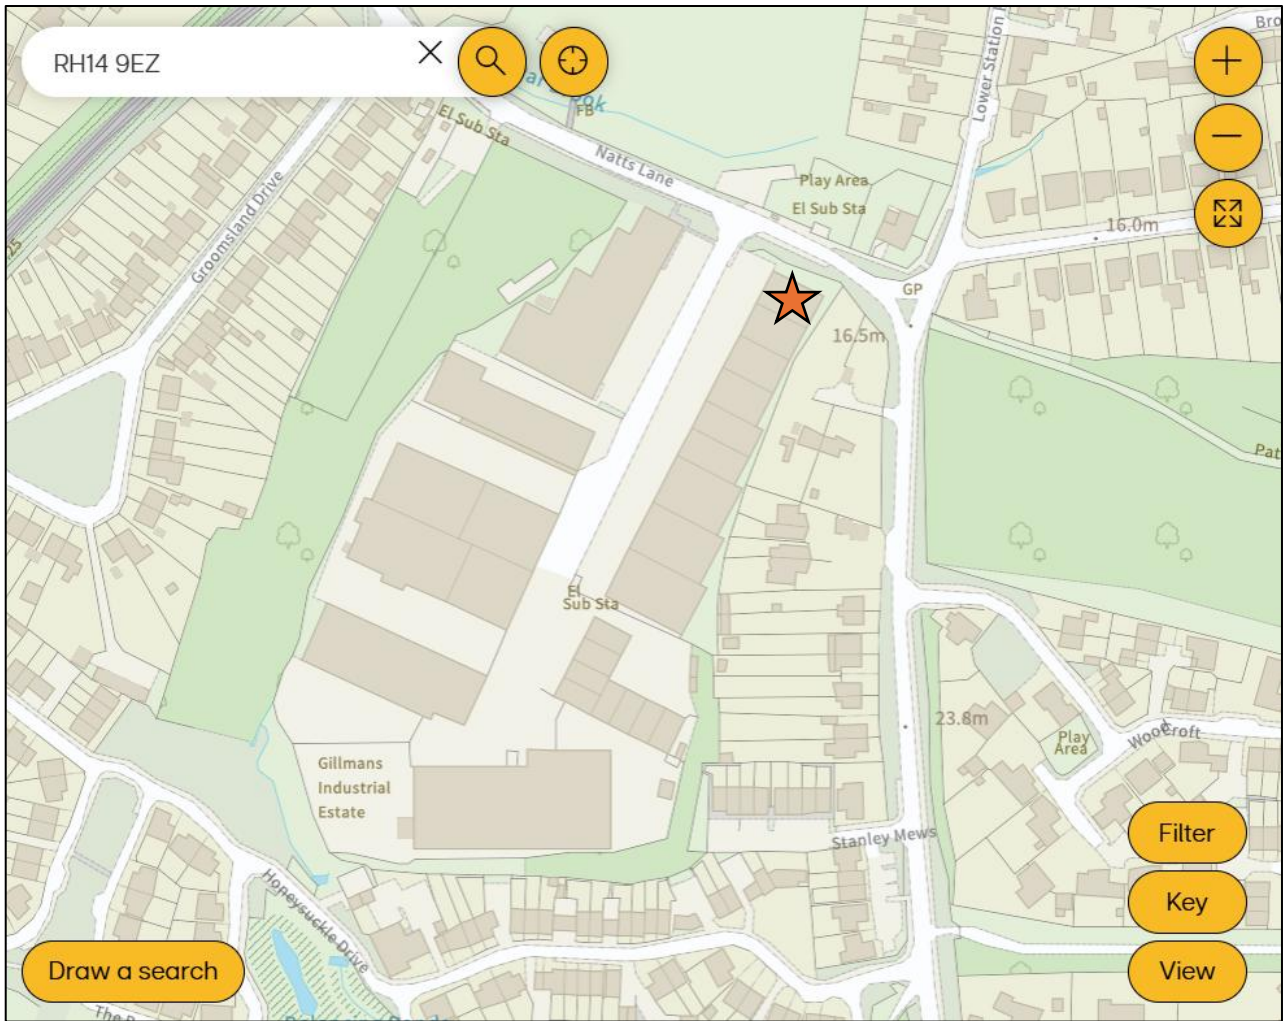 RH14 9EZ
Lower Station
El Sub Sta
FB
Natts Lane
Play Area
El Sub Sta
16.0m
Groomsland Drive
GP
16.5m
El
Sub Sta
23.8m
Play
Area
Woodcroft
Gillmans
Industrial
Estate
Stanley Mews
Filter
Honeysuckle Drive
Key
Draw a search
View